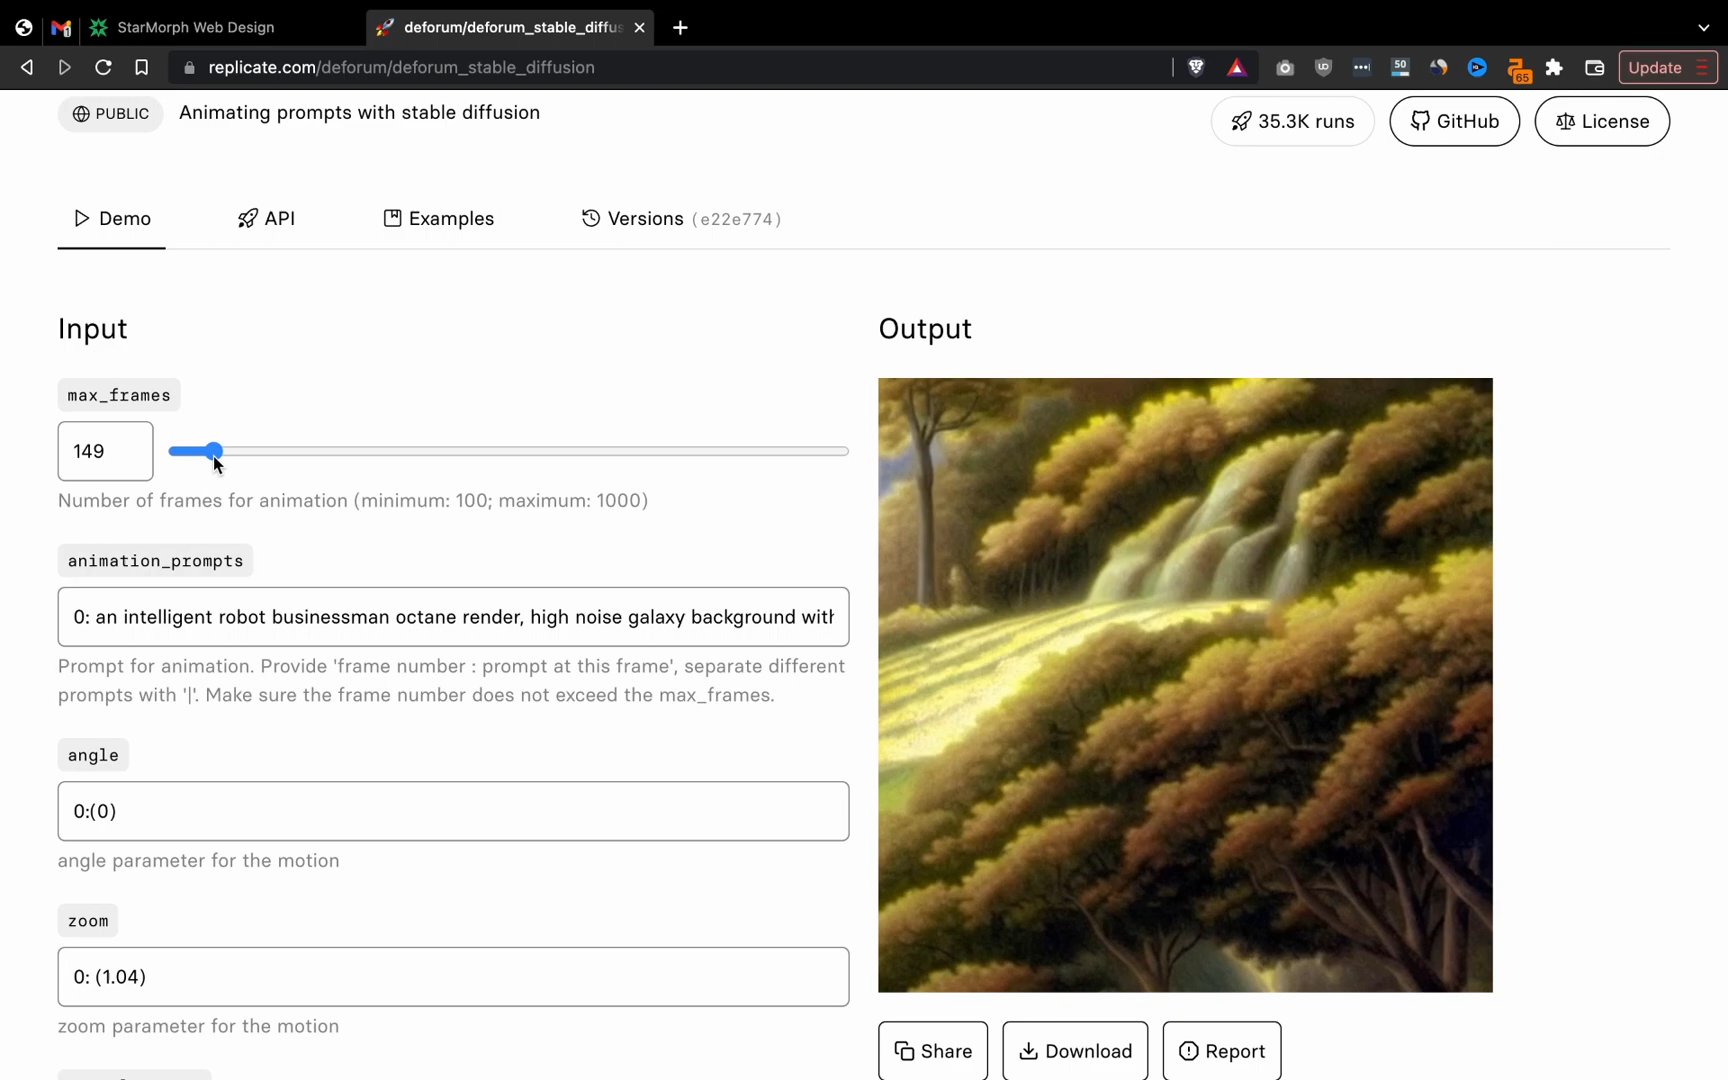 StarMorph Web Design
deforum/deforum_stable_diffus
replicate.com/deforum/deforum_stable_diffusion
50
65
Update
PUBLIC
Animating prompts with stable diffusion
35.3K runs
GitHub
License
Demo
API
Examples
Versions (e22e774)
Input
Output
max_frames
149
Number of frames for animation (minimum: 100; maximum: 1000)
animation_prompts
0: an intelligent robot businessman octane render, high noise galaxy background with
Prompt for animation. Provide 'frame number : prompt at this frame', separate different
prompts with '|'. Make sure the frame number does not exceed the max_frames.
angle
0:(0)
angle parameter for the motion
zoom
0: (1.04)
zoom parameter for the motion
Share
Download
Report